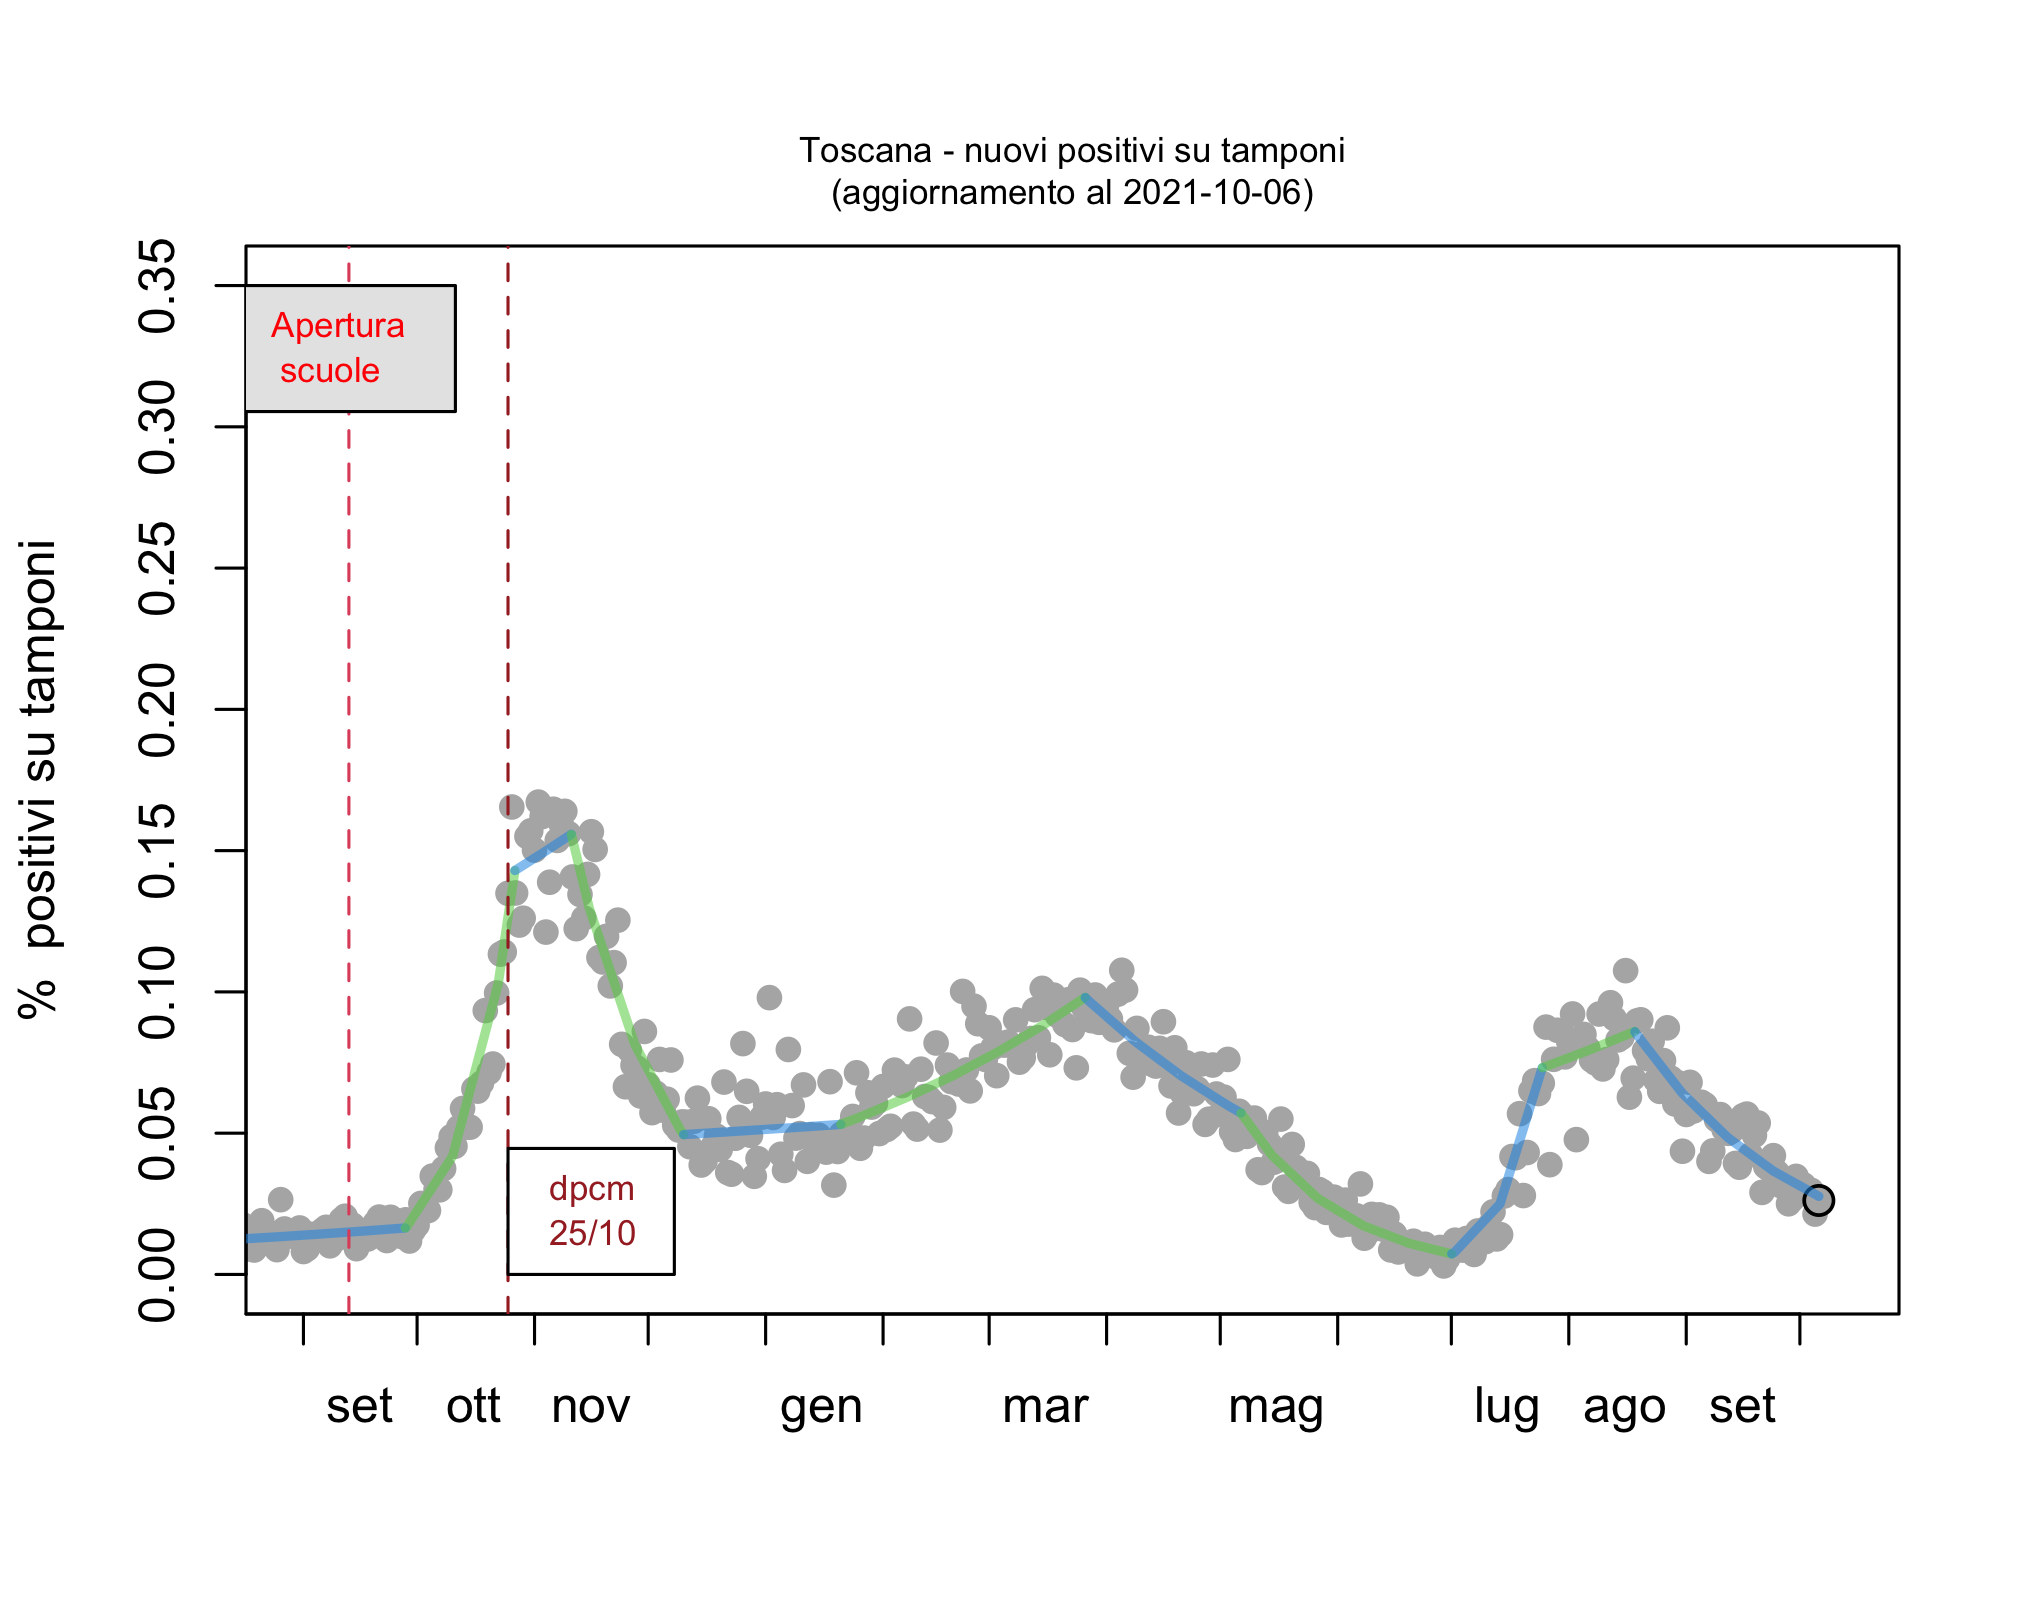 Toscana - nuovi positivi su tamponi
(aggiornamento al 2021-10-06)
% positivi su tamponi
0.35
0.30
0.25
0.20
0.15
0.10
0.05
0.00
Apertura
scuole
dpcm
25/10
set ott nov gen mar mag lug ago set